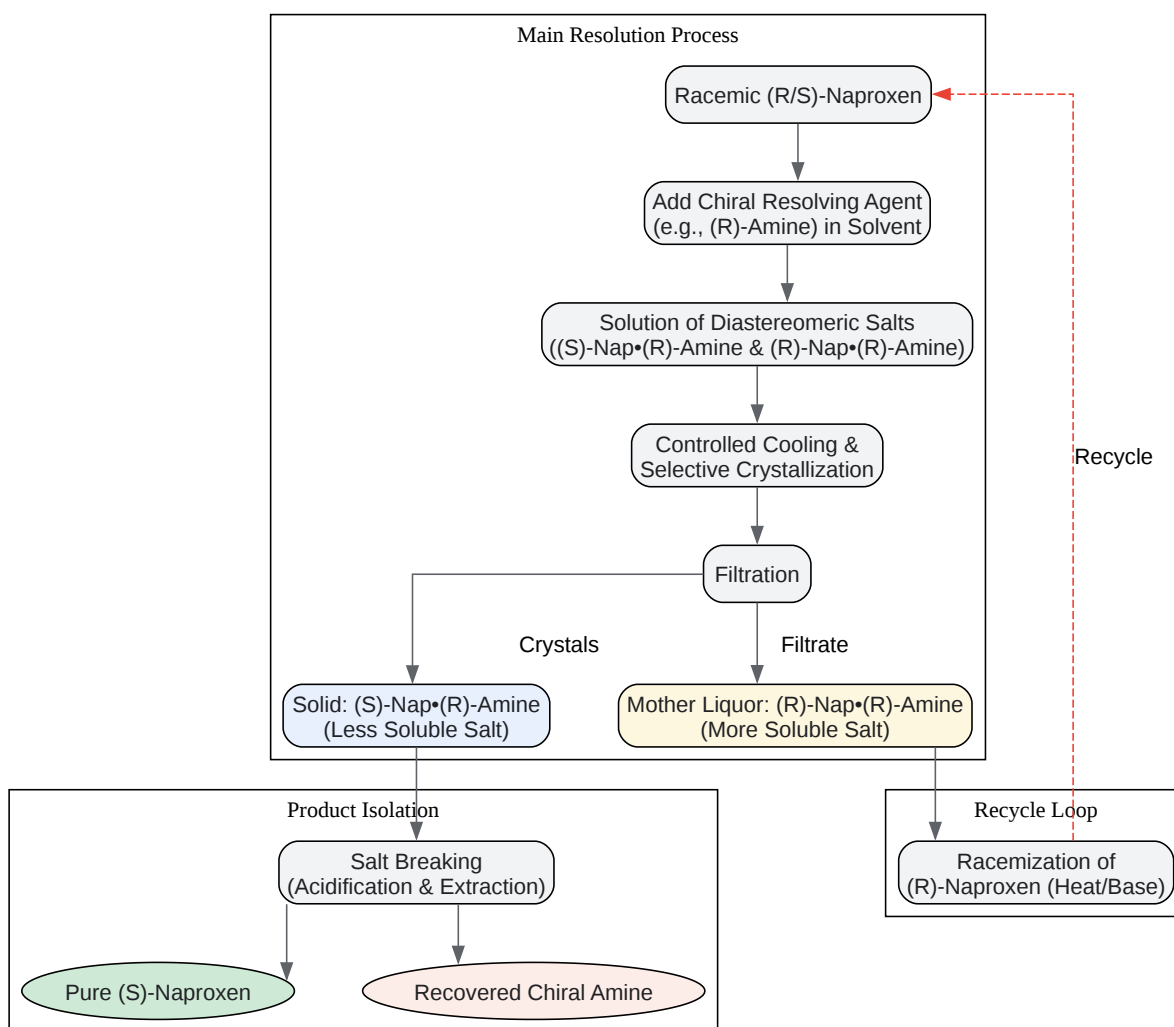 Main Resolution Process
Racemic (R/S)-Naproxen
Add Chiral Resolving Agent
(e.g., (R)-Amine) in Solvent
Solution of Diastereomeric Salts
((S)-Nap•(R)-Amine & (R)-Nap•(R)-Amine)
Controlled Cooling &
Selective Crystallization
Recycle
Filtration
Crystals
Filtrate
Solid: (S)-Nap•(R)-Amine
(Less Soluble Salt)
Mother Liquor: (R)-Nap•(R)-Amine
(More Soluble Salt)
Product Isolation
Recycle Loop
Salt Breaking
(Acidification & Extraction)
Racemization of
(R)-Naproxen (Heat/Base)
Pure (S)-Naproxen
Recovered Chiral Amine